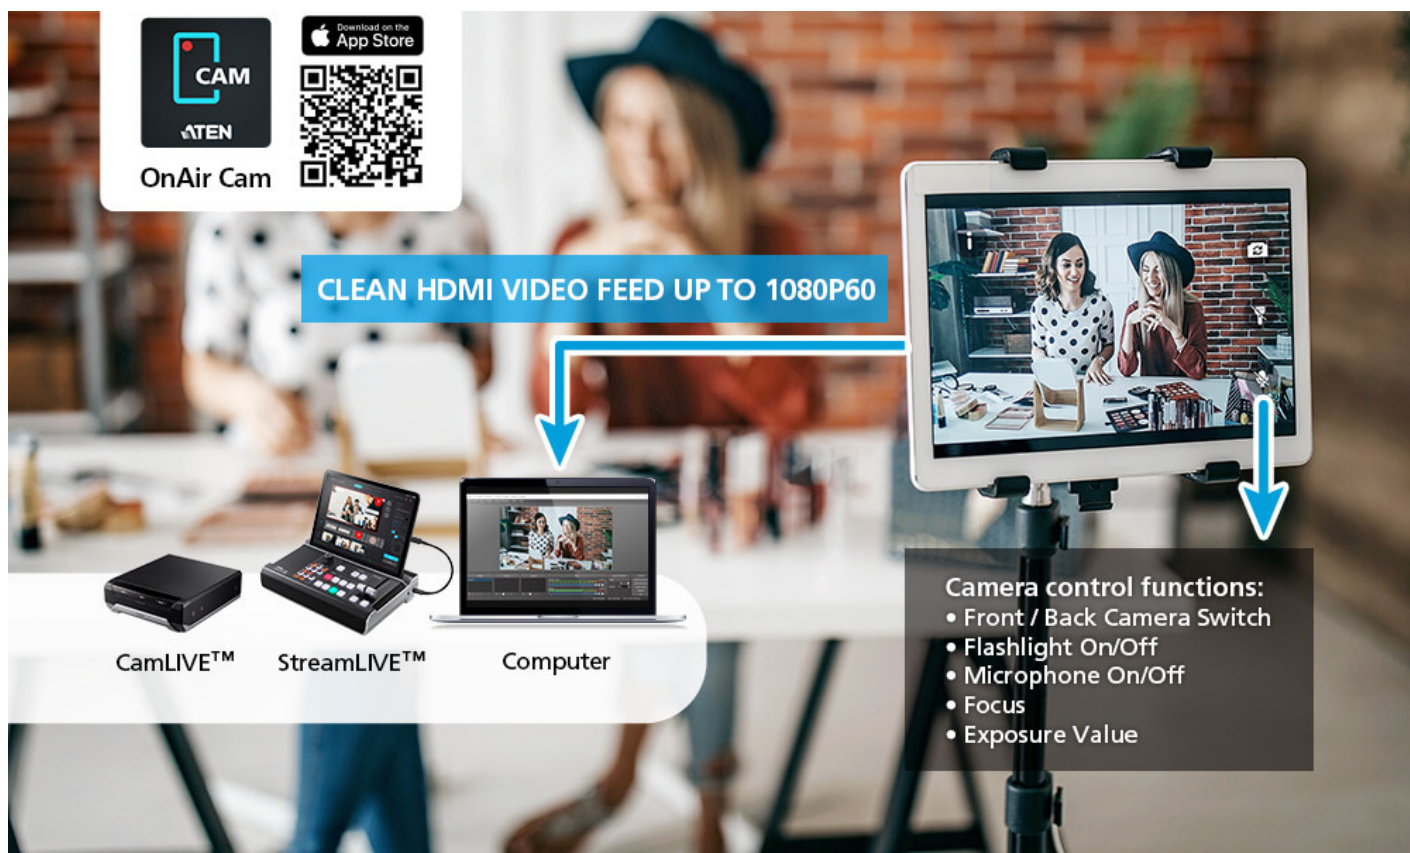 CAM
ATEN
OnAir Cam
Download on the
App Store
CLEAN HDMI VIDEO FEED UP TO 1080P60
CamLIVE™
StreamLIVE™
Computer
Camera control functions:
• Front / Back Camera Switch
• Flashlight On/Off
• Microphone On/Off
• Focus
• Exposure Value